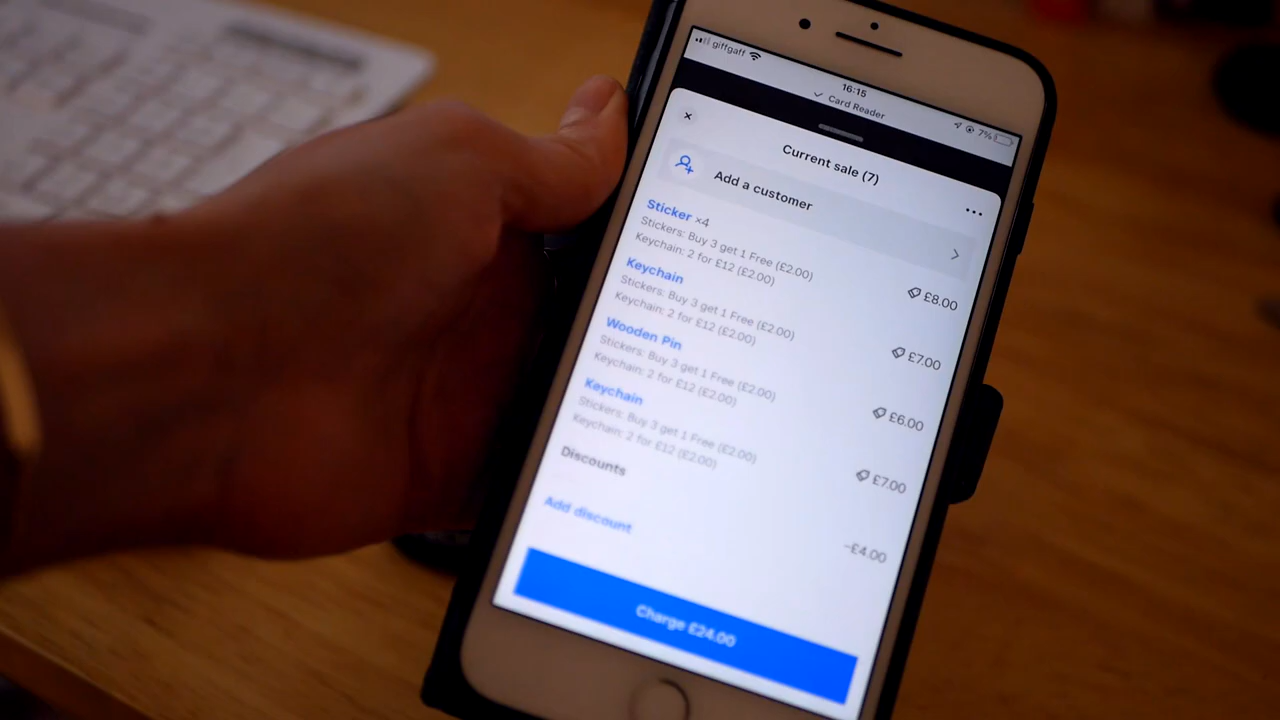 giffgaff
16:15
7%
Card Reader
Current sale (7)
Add a customer
Sticker ×4
£8.00
Stickers: Buy 3 get 1 Free (£2.00)
Keychain: 2 for £12 (£2.00)
Keychain
£7.00
Stickers: Buy 3 get 1 Free (£2.00)
Keychain: 2 for £12 (£2.00)
Wooden Pin
£6.00
Stickers: Buy 3 get 1 Free (£2.00)
Keychain: 2 for £12 (£2.00)
Keychain
£7.00
Stickers: Buy 3 get 1 Free (£2.00)
Keychain: 2 for £12 (£2.00)
Discounts
-£4.00
Add discount
Charge £24.00